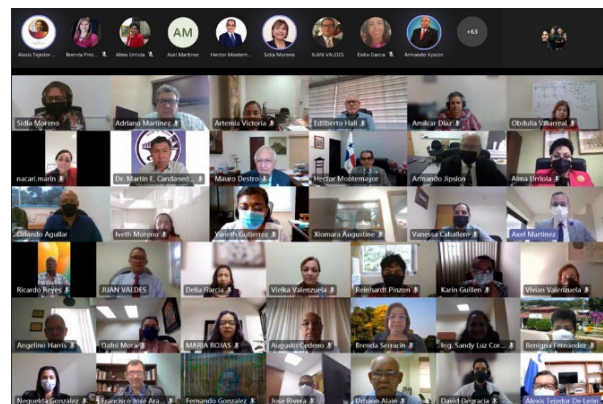 Alexis Tejedor ...
Brenda Pinz...
Alma Urriola
AM
Axel Martinez
Hector Montem...
Sidia Moreno
JUAN VALDES
Delia Garcia
Armando Jipsion
+63
Sidia Moreno
Adriano Martinez
Artemia Victoria
Edilberto Hall
Amilcar Diaz
Obdulia Villarreal
nacari.marin
Dr. Martin E. Candaned...
Mauro Destro
Hector Montemayor
Armando Jipsion
Alma Urriola
Orlando Aguilar
Iveth Moreno
Yarineth Gutierrez
Xiomara Augustine
Vanessa Caballero
Axel Martinez
Ricardo Reyes
JUAN VALDES
Delia Garcia
Vielka Valenzuela
Reinhardt Pinzon
Karin Guillen
Vivian Valenzuela
Angelino Harris
Dafni Mora
MARIA ROJAS
Augusto Cedeno
Brenda Serracin
Ing. Sandy Luz Cor...
Benigna Fernandez
Nequelda Gonzalez
Francisco José Ara...
Fernando Gonzalez
Jose Rivera
Urbano Alain
David Degracia
Alexis Tejedor De León